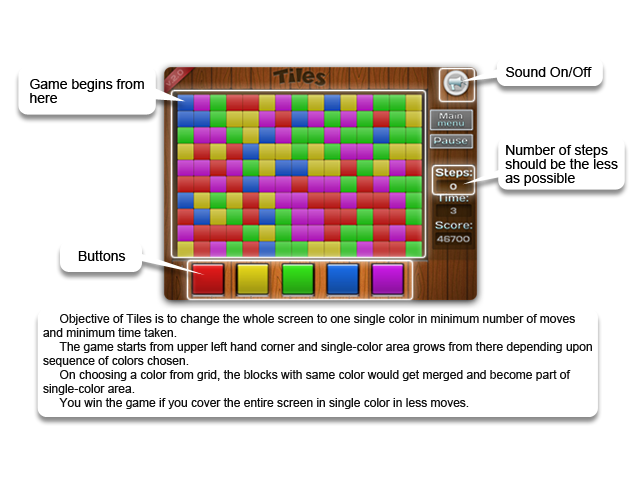 Tiles
Game begins from
here
Sound On/Off
Main
menu
Pause
Number of steps
should be the less
as possible
Steps:
0
Time:
3
Score:
46700
Buttons
Objective of Tiles is to change the whole screen to one single color in minimum number of moves
and minimum time taken.
The game starts from upper left hand corner and single-color area grows from there depending upon
sequence of colors chosen.
On choosing a color from grid, the blocks with same color would get merged and become part of
single-color area.
You win the game if you cover the entire screen in single color in less moves.